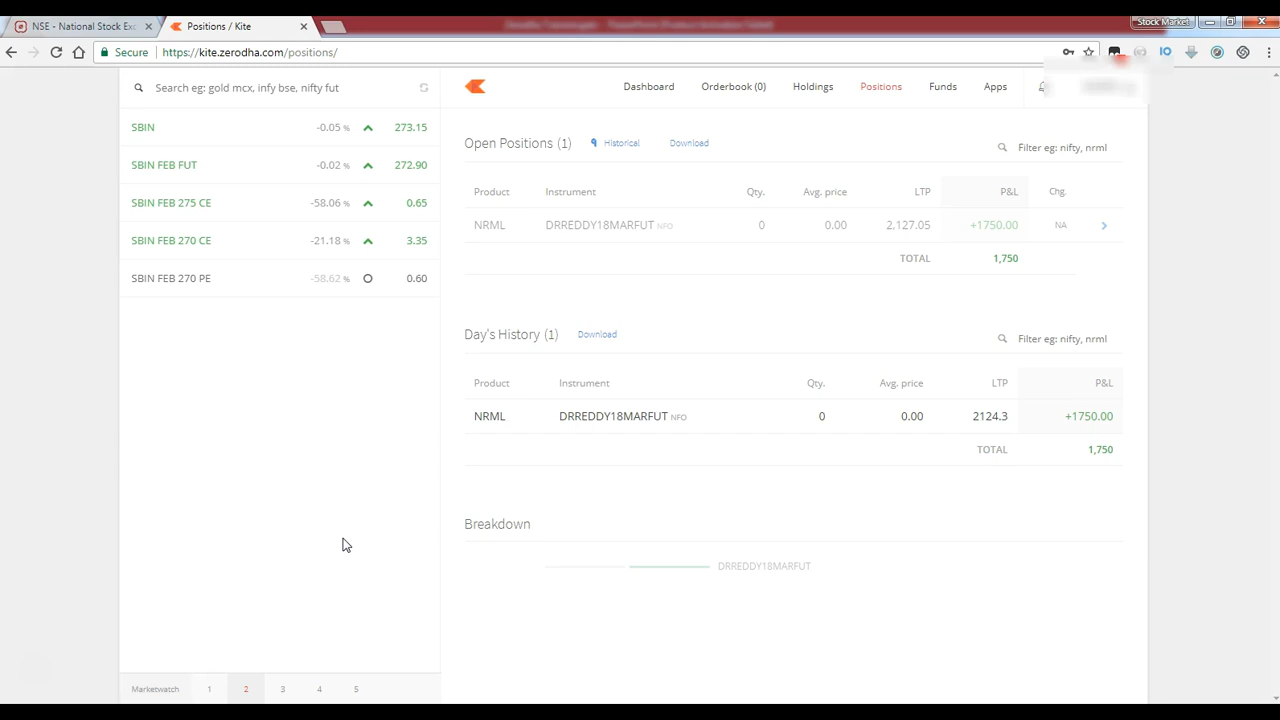 NSE - National Stock Exc
Positions / Kite
Stock Market
Secure https://kite.zerodha.com/positions/
Search eg: gold mcx, infy bse, nifty fut
Dashboard Orderbook (0) Holdings Positions Funds Apps
SBIN -0.05 % 273.15
SBIN FEB FUT -0.02 % 272.90
SBIN FEB 275 CE -58.06 % 0.65
SBIN FEB 270 CE -21.18 % 3.35
SBIN FEB 270 PE -58.62 % 0.60
Open Positions (1) Historical Download Filter eg: nifty, nrml
Product Instrument Qty. Avg. price LTP P&L Chg.
NRML DRREDDY18MARFUT NFO 0 0.00 2,127.05 +1750.00 NA
TOTAL 1,750
Day's History (1) Download Filter eg: nifty, nrml
Product Instrument Qty. Avg. price LTP P&L
NRML DRREDDY18MARFUT NFO 0 0.00 2124.3 +1750.00
TOTAL 1,750
Breakdown
DRREDDY18MARFUT
Marketwatch 1 2 3 4 5